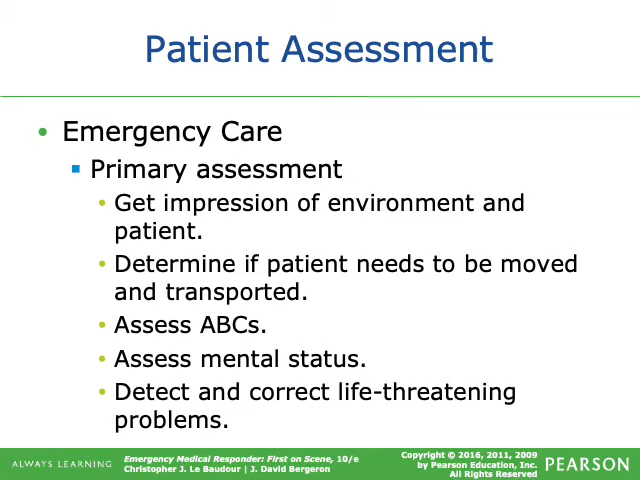 Patient Assessment
• Emergency Care
▪ Primary assessment
• Get impression of environment and
patient.
• Determine if patient needs to be moved
and transported.
• Assess ABCs.
• Assess mental status.
• Detect and correct life-threatening
problems.
ALWAYS LEARNING
Emergency Medical Responder: First on Scene, 10/e
Christopher J. Le Baudour | J. David Bergeron
Copyright © 2016, 2011, 2009
by Pearson Education, Inc.
All Rights Reserved
PEARSON